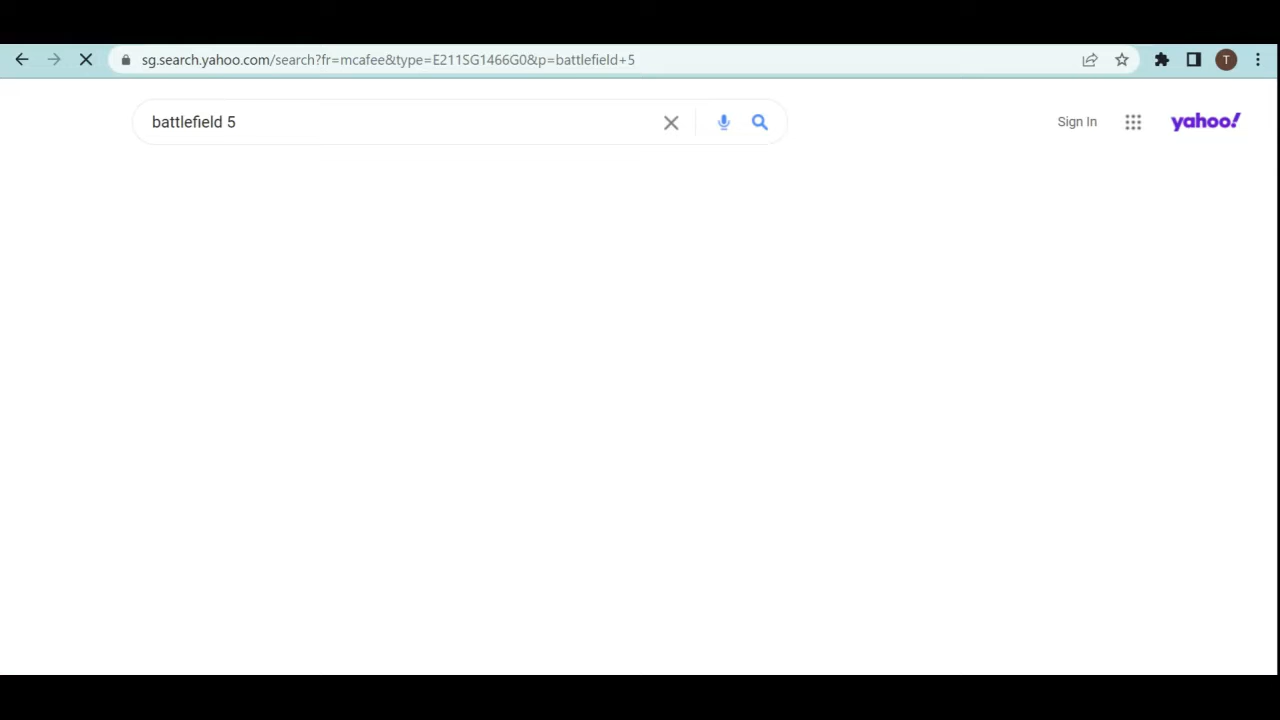 sg.search.yahoo.com/search?fr=mcafee&type=E211SG1466G0&p=battlefield+5
T
battlefield 5
Sign In
yahoo!